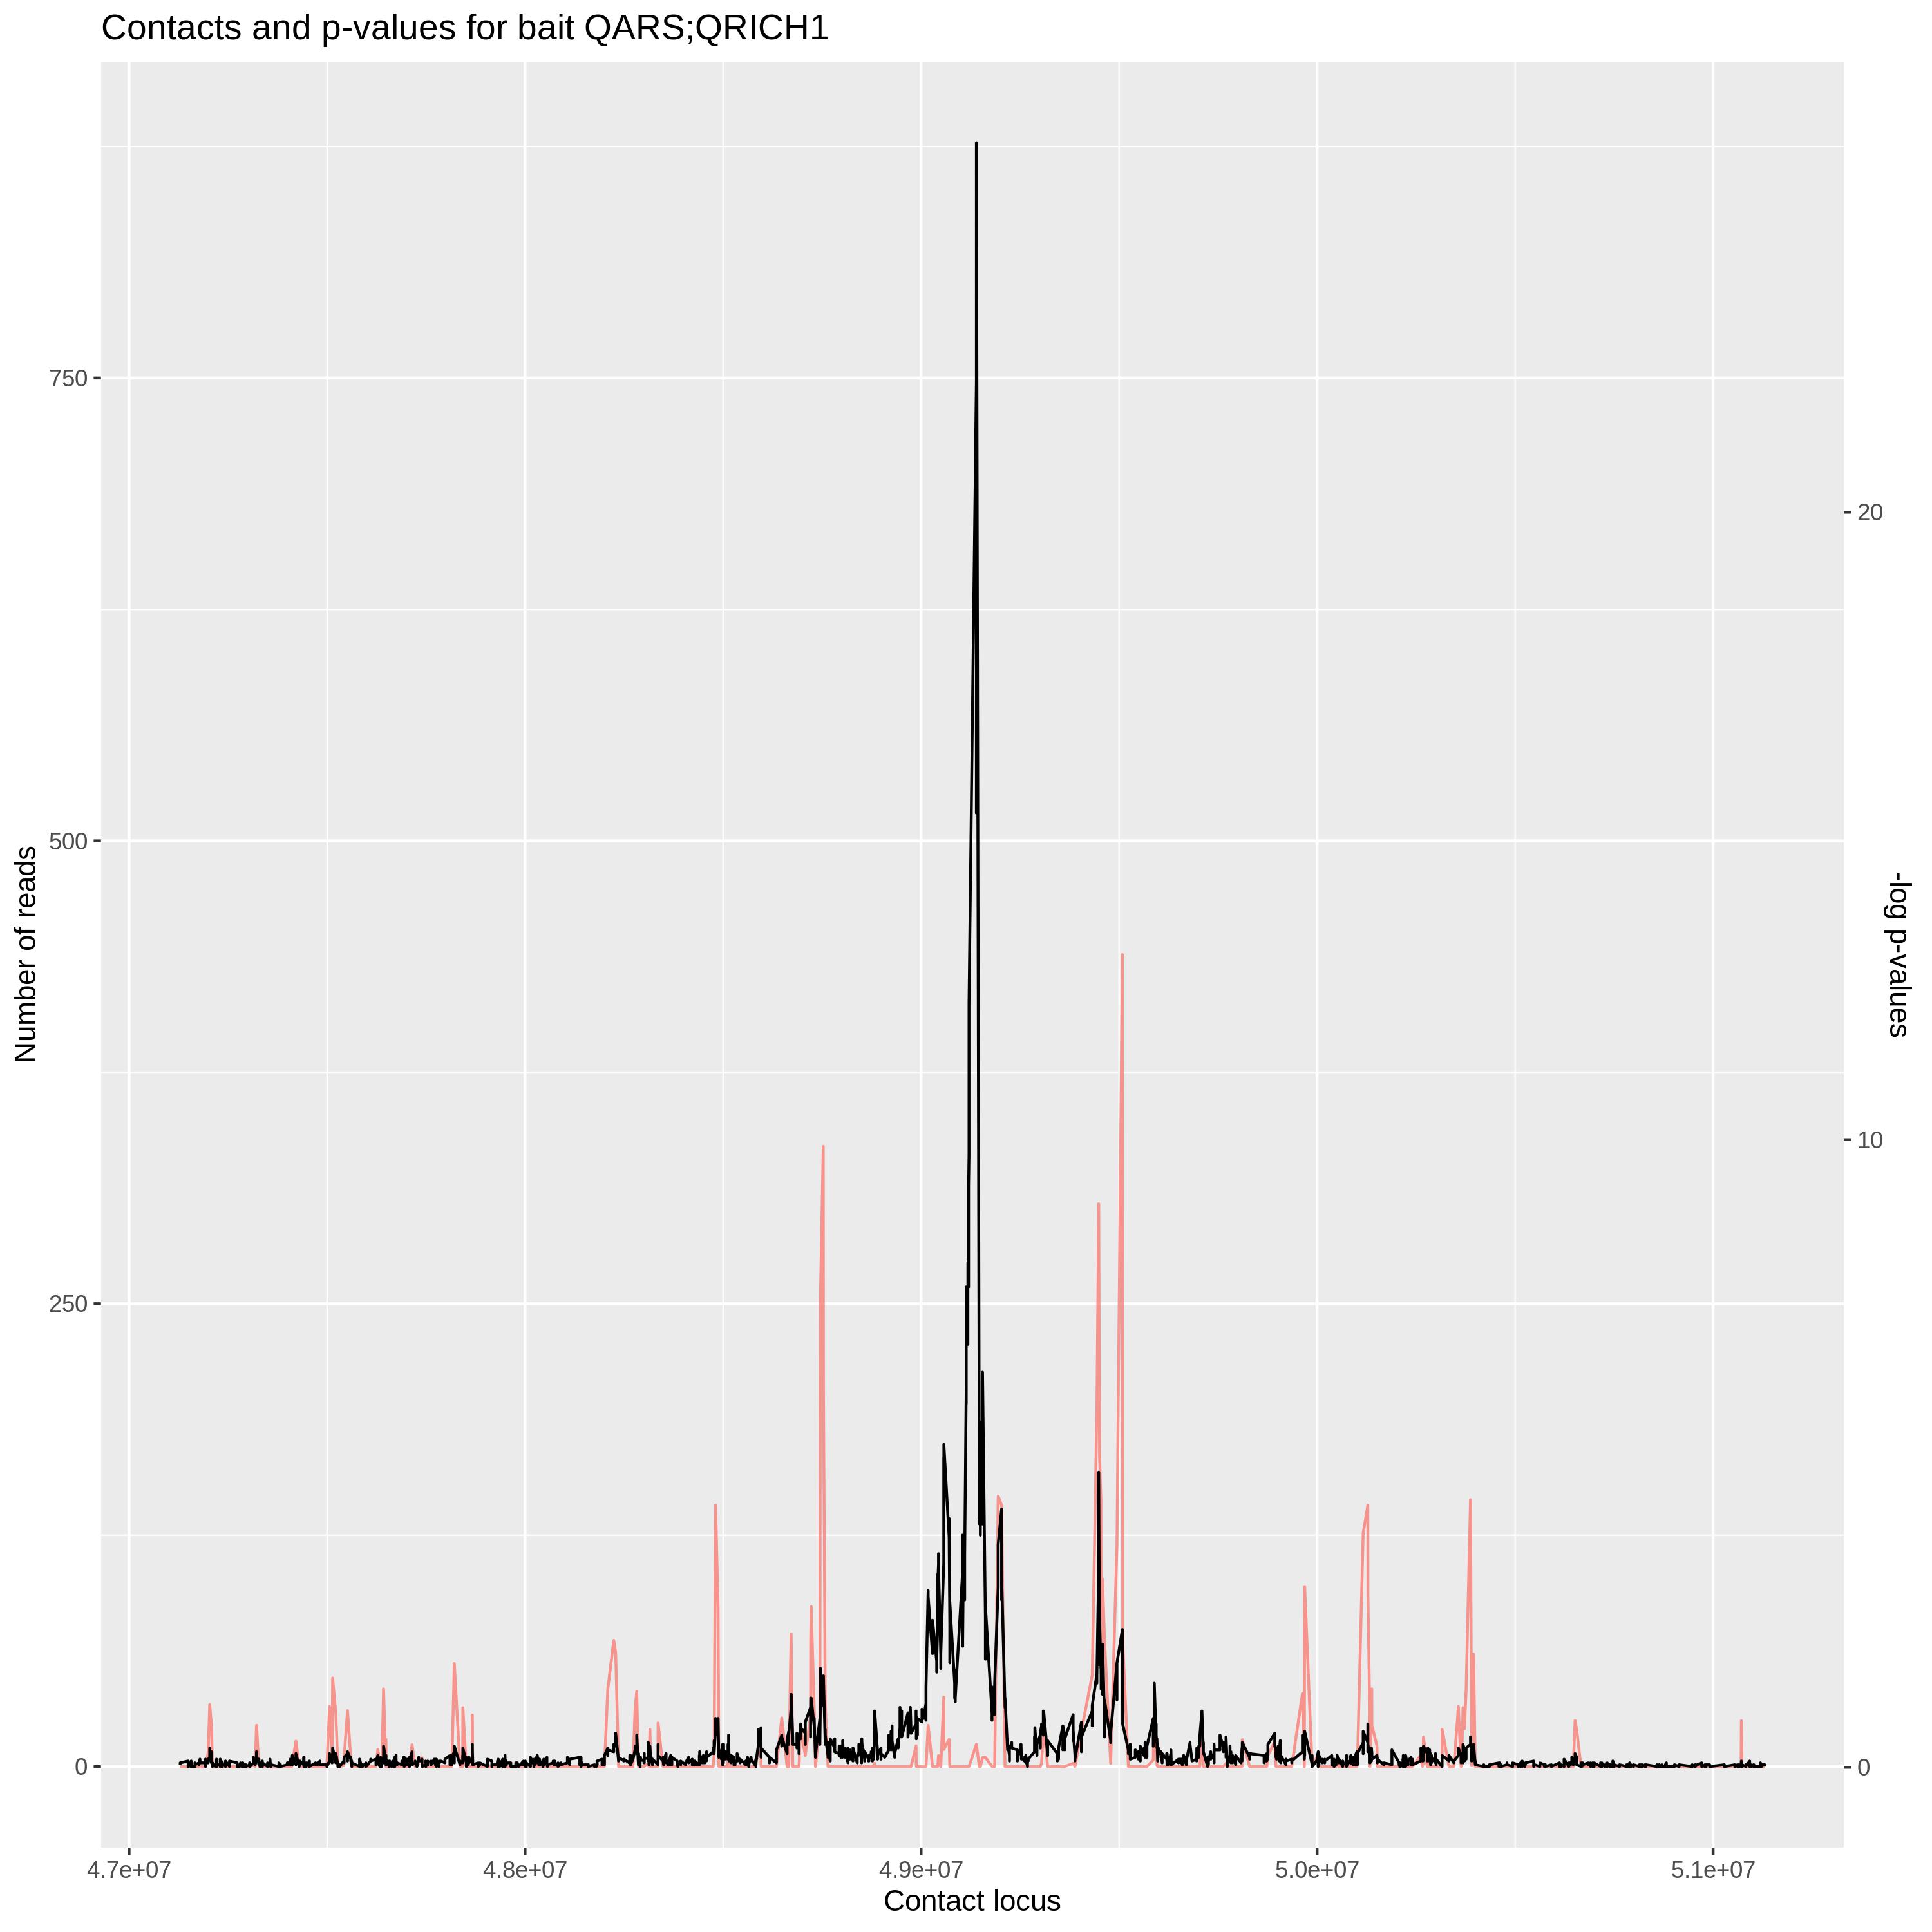 Contacts and p-values for bait QARS;QRICH1
750
500
250
0
Number of reads
20
10
0
-log p-values
4.7e+07
4.8e+07
4.9e+07
5.0e+07
5.1e+07
Contact locus